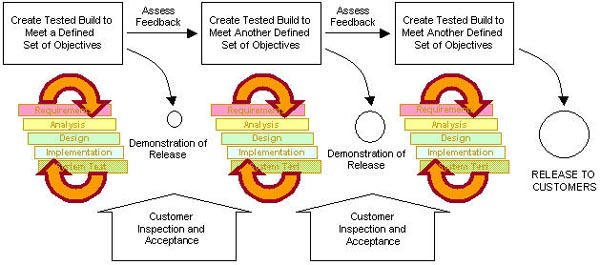 Create Tested Build to
Meet a Defined
Set of Objectives
Assess
Feedback
Create Tested Build to
Meet Another Defined
Set of Objectives
Assess
Feedback
Create Tested Build to
Meet Another Defined
Set of Objectives
Requirements
Analysis
Design
Implementation
System Test
Demonstration of
Release
Requirements
Analysis
Design
Implementation
System Test
Demonstration of
Release
Requirements
Analysis
Design
Implementation
System Test
RELEASE TO
CUSTOMERS
Customer
Inspection and
Acceptance
Customer
Inspection and
Acceptance